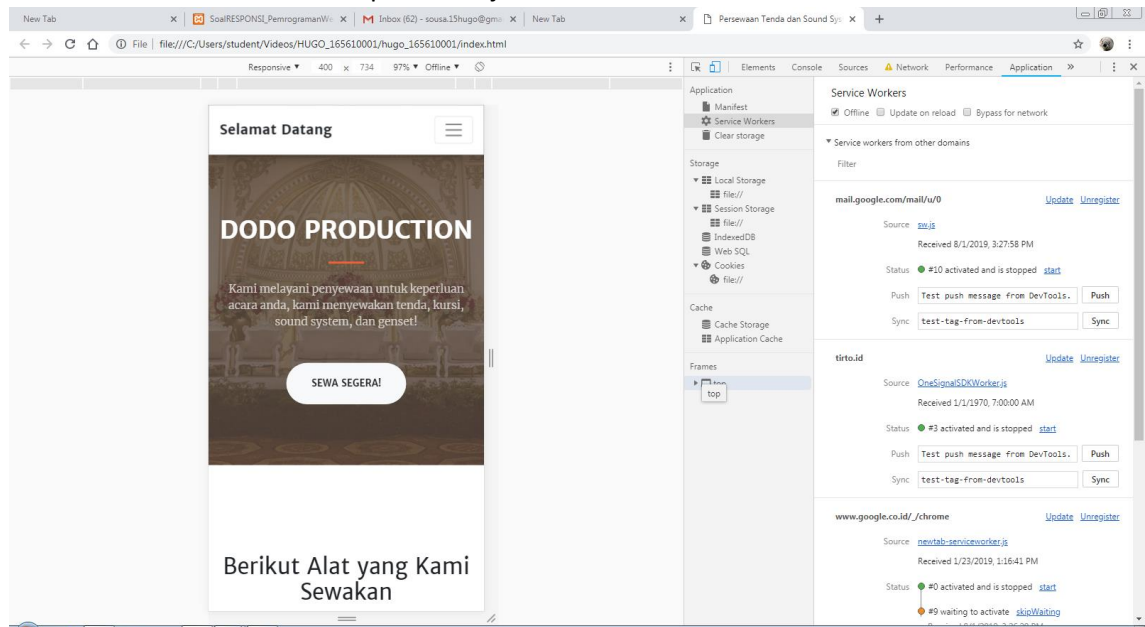 New Tab
SoalRESPONSI_PemrogramanWe
Inbox (62) - sousa.15hugo@gma
New Tab
Persewaan Tenda dan Sound Sys
File | file:///C:/Users/student/Videos/HUGO_165610001/hugo_165610001/index.html
Responsive ▼ 400 x 734 97% ▼ Offline ▼
Elements Console Sources Network Performance Application »
Selamat Datang
DODO PRODUCTION
Kami melayani penyewaan untuk keperluan
acara anda, kami menyewakan tenda, kursi,
sound system, dan genset!
SEWA SEGERA!
Berikut Alat yang Kami
Sewakan
Application
Manifest
Service Workers
Clear storage
Storage
Local Storage
file://
Session Storage
file://
IndexedDB
Web SQL
Cookies
file://
Cache
Cache Storage
Application Cache
Frames
top
top
Service Workers
Offline Update on reload Bypass for network
Service workers from other domains
Filter
mail.google.com/mail/u/0 Update Unregister
Source sw.js
Received 8/1/2019, 3:27:58 PM
Status #10 activated and is stopped start
Push Test push message from DevTools. Push
Sync test-tag-from-devtools Sync
tirto.id Update Unregister
Source OneSignalSDKWorker.js
Received 1/1/1970, 7:00:00 AM
Status #3 activated and is stopped start
Push Test push message from DevTools. Push
Sync test-tag-from-devtools Sync
www.google.co.id/_/chrome Update Unregister
Source newtab-serviceworker.js
Received 1/23/2019, 1:16:41 PM
Status #0 activated and is stopped start
#9 waiting to activate skipWaiting